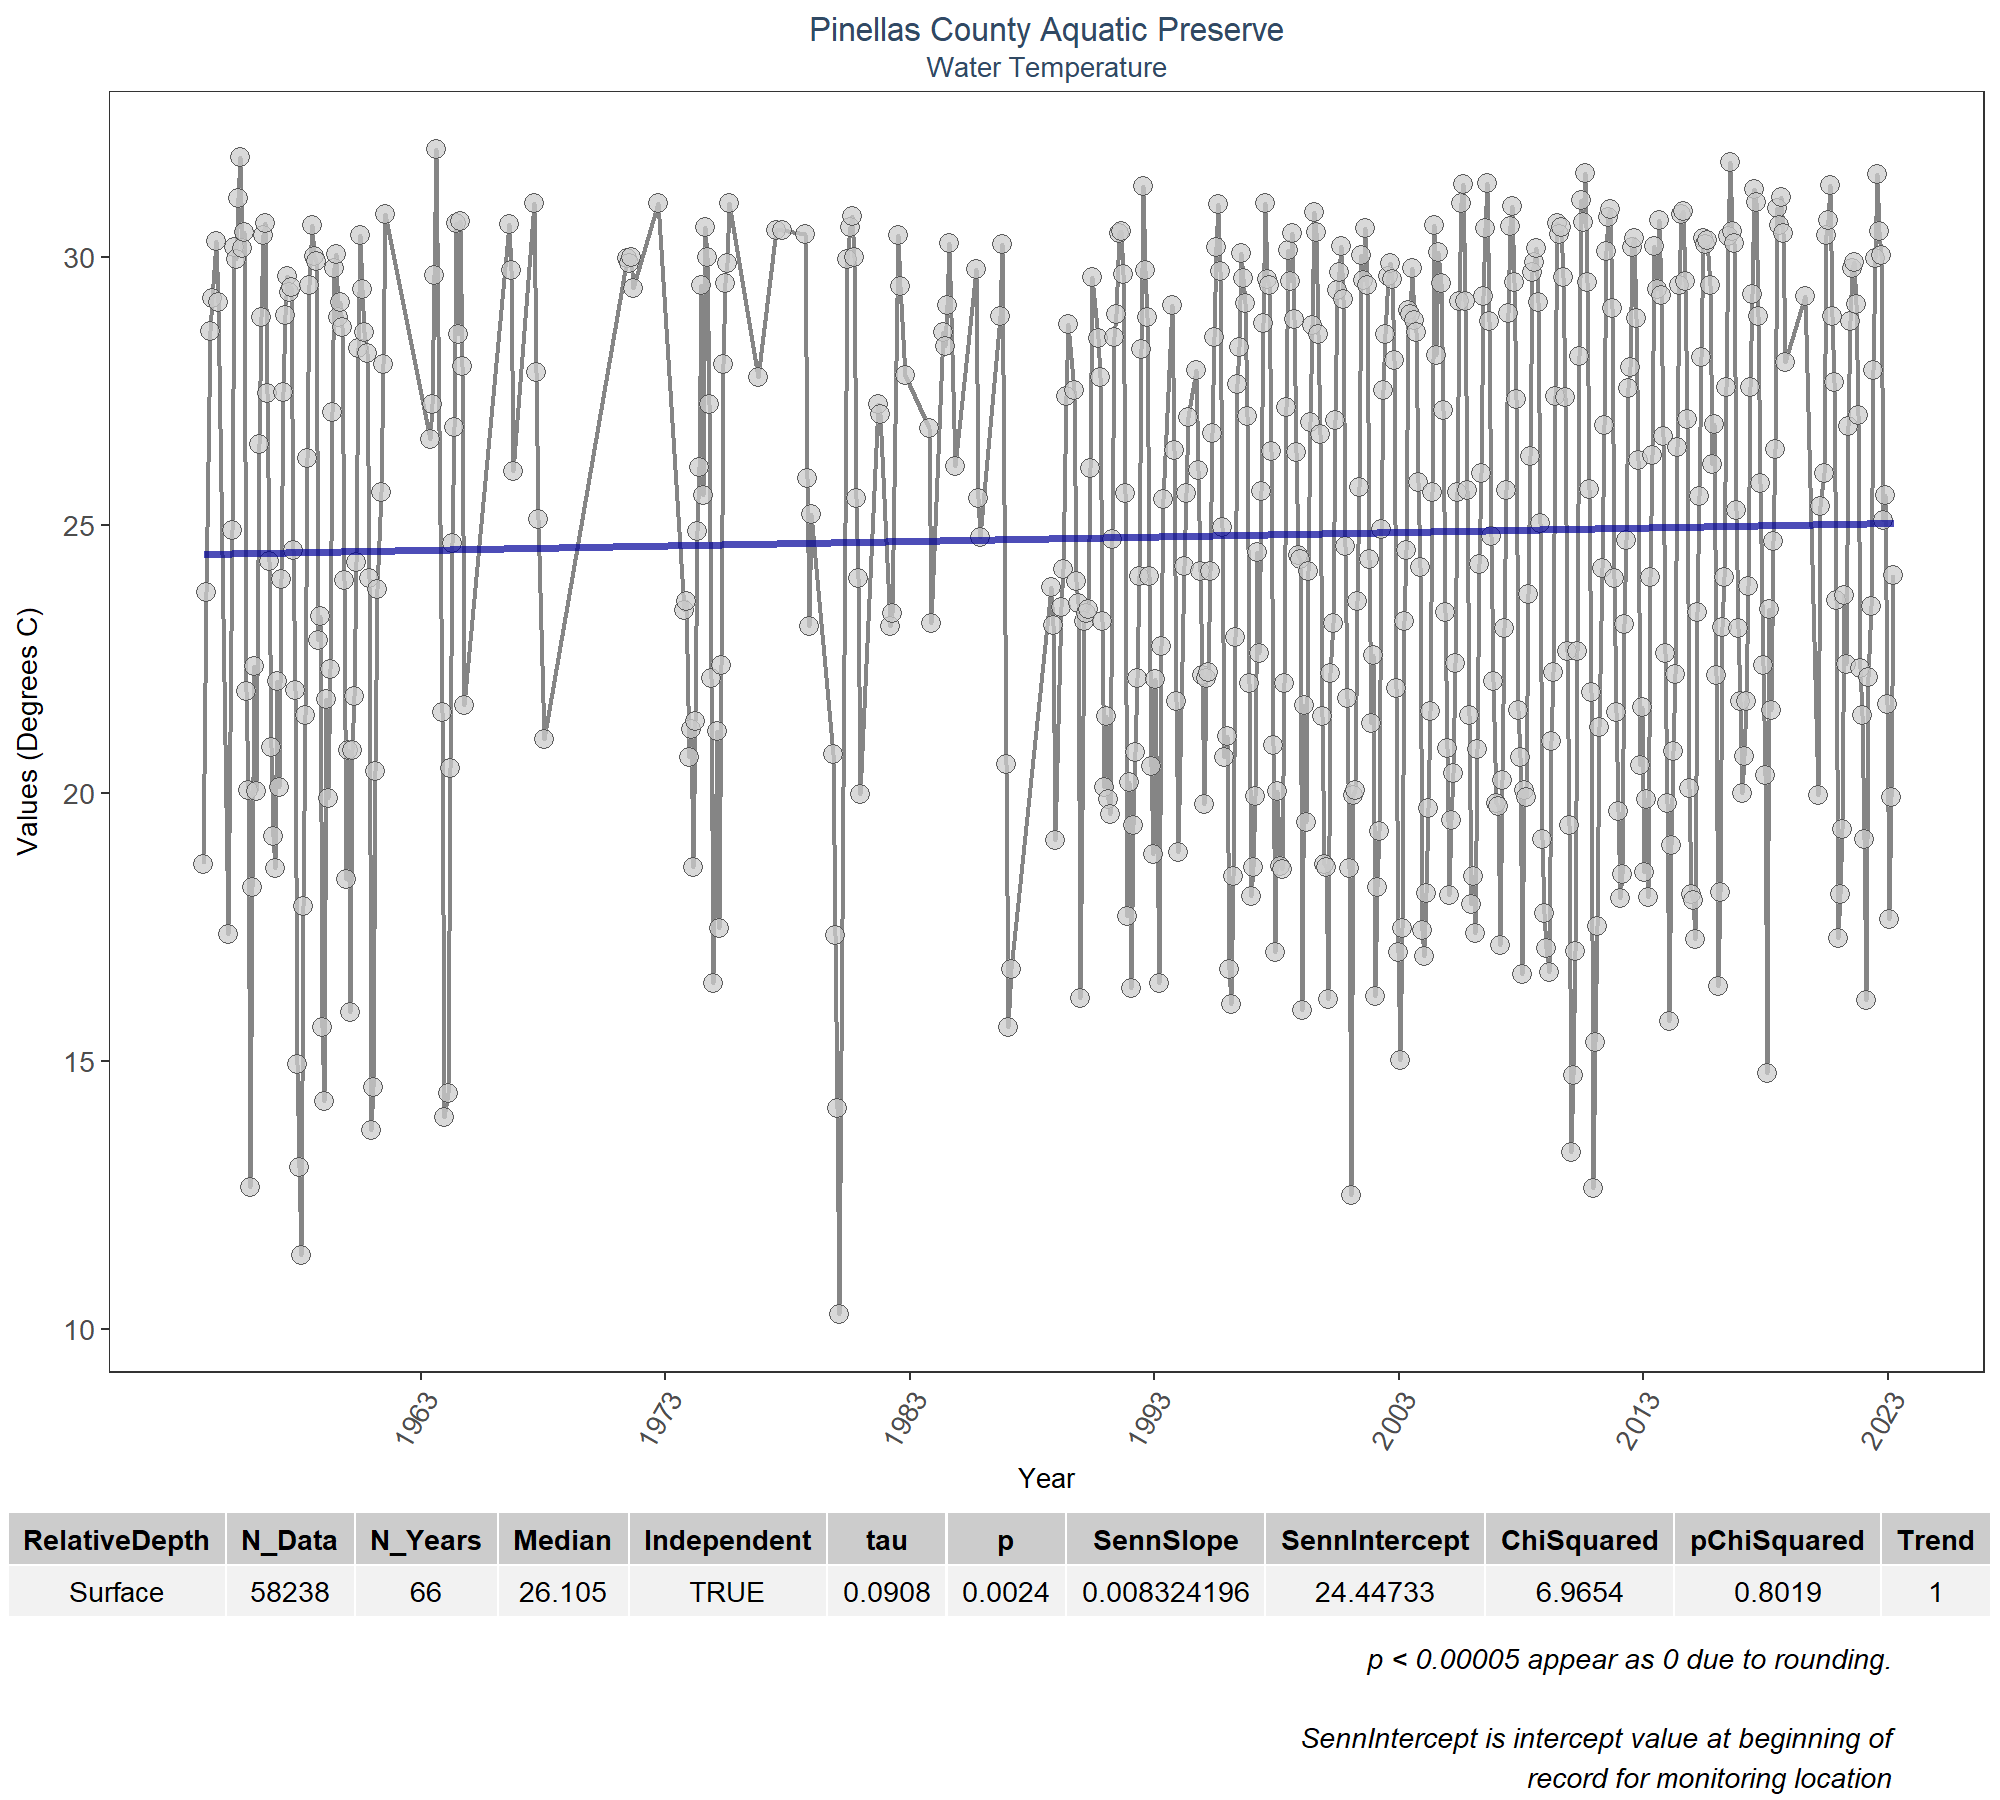 Pinellas County Aquatic Preserve
Water Temperature
Values (Degrees C)
30
25
20
15
10
1963 1973 1983 1993 2003 2013 2023
Year
RelativeDepth N_Data N_Years Median Independent tau p SennSlope SennIntercept ChiSquared pChiSquared Trend
Surface 58238 66 26.105 TRUE 0.0908 0.0024 0.008324196 24.44733 6.9654 0.8019 1
p < 0.00005 appear as 0 due to rounding.
SennIntercept is intercept value at beginning of
record for monitoring location